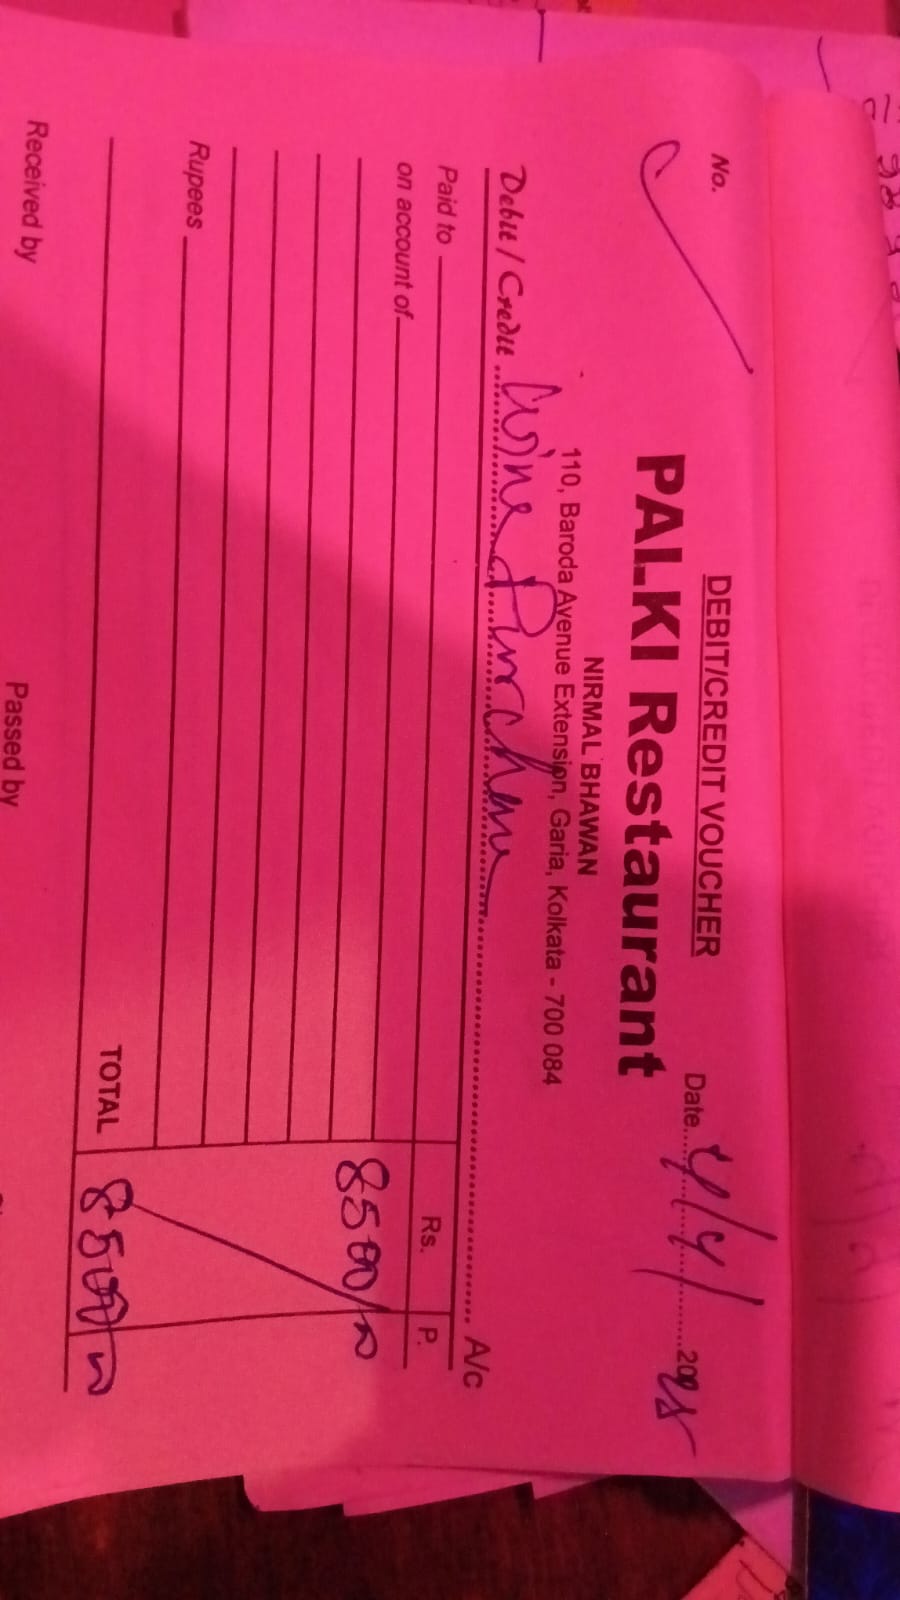 DEBIT/CREDIT VOUCHER
No. Date 4/4/ 2025
PALKI Restaurant
NIRMAL BHAWAN
110, Baroda Avenue Extension, Garia, Kolkata - 700 084
Debit / Credit Wine Purchase A/c
Paid to Rs. P.
on account of
8500/-
Rupees
TOTAL 8500/-
Received by Passed by